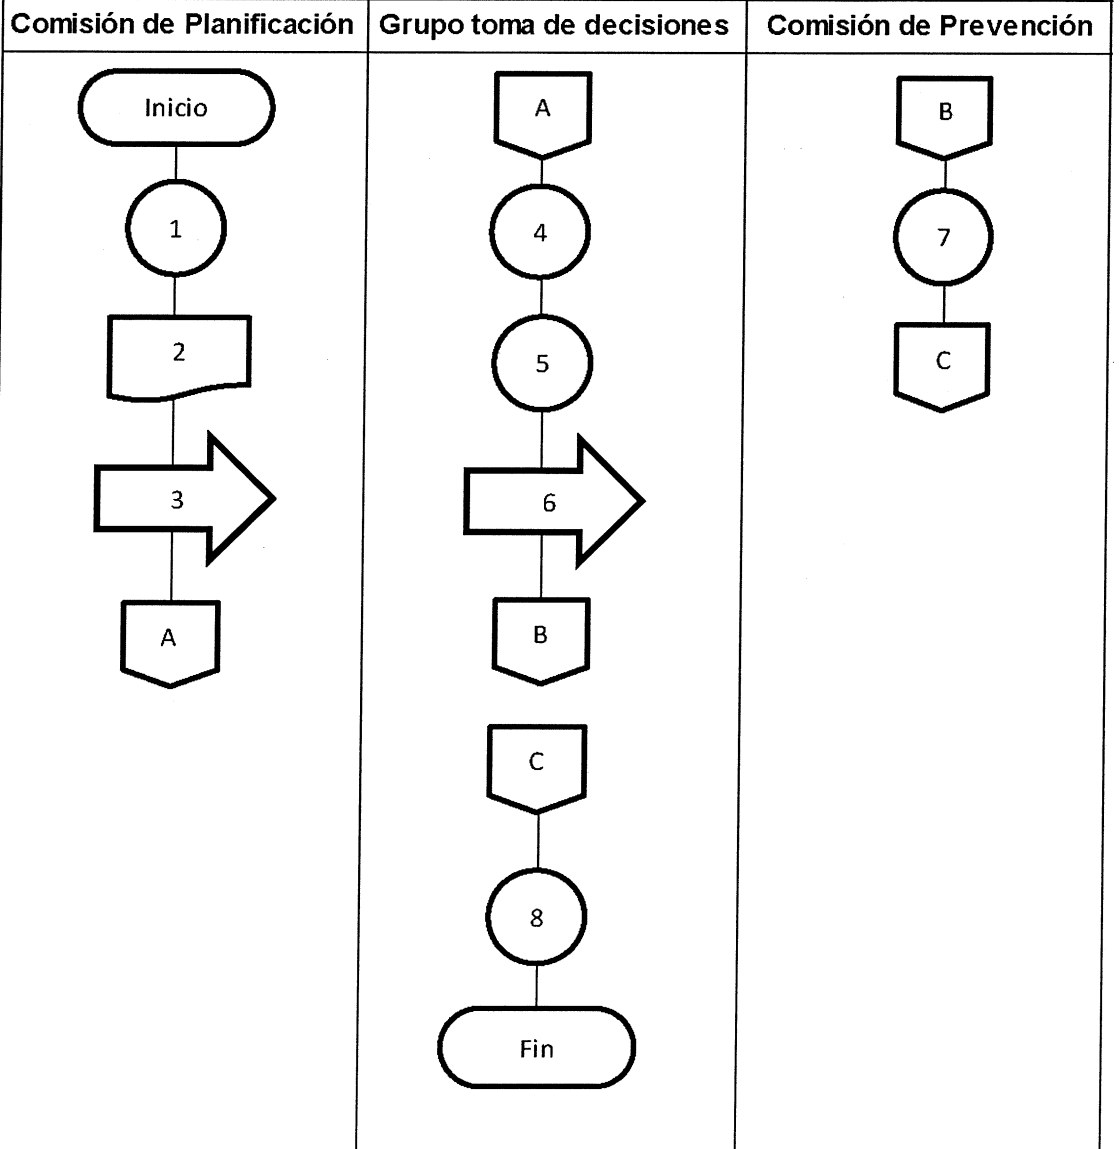 Comisión de Planificación
Grupo toma de decisiones
Comisión de Prevención
Inicio
1
2
3
A
A
4
5
6
B
C
8
Fin
B
7
C